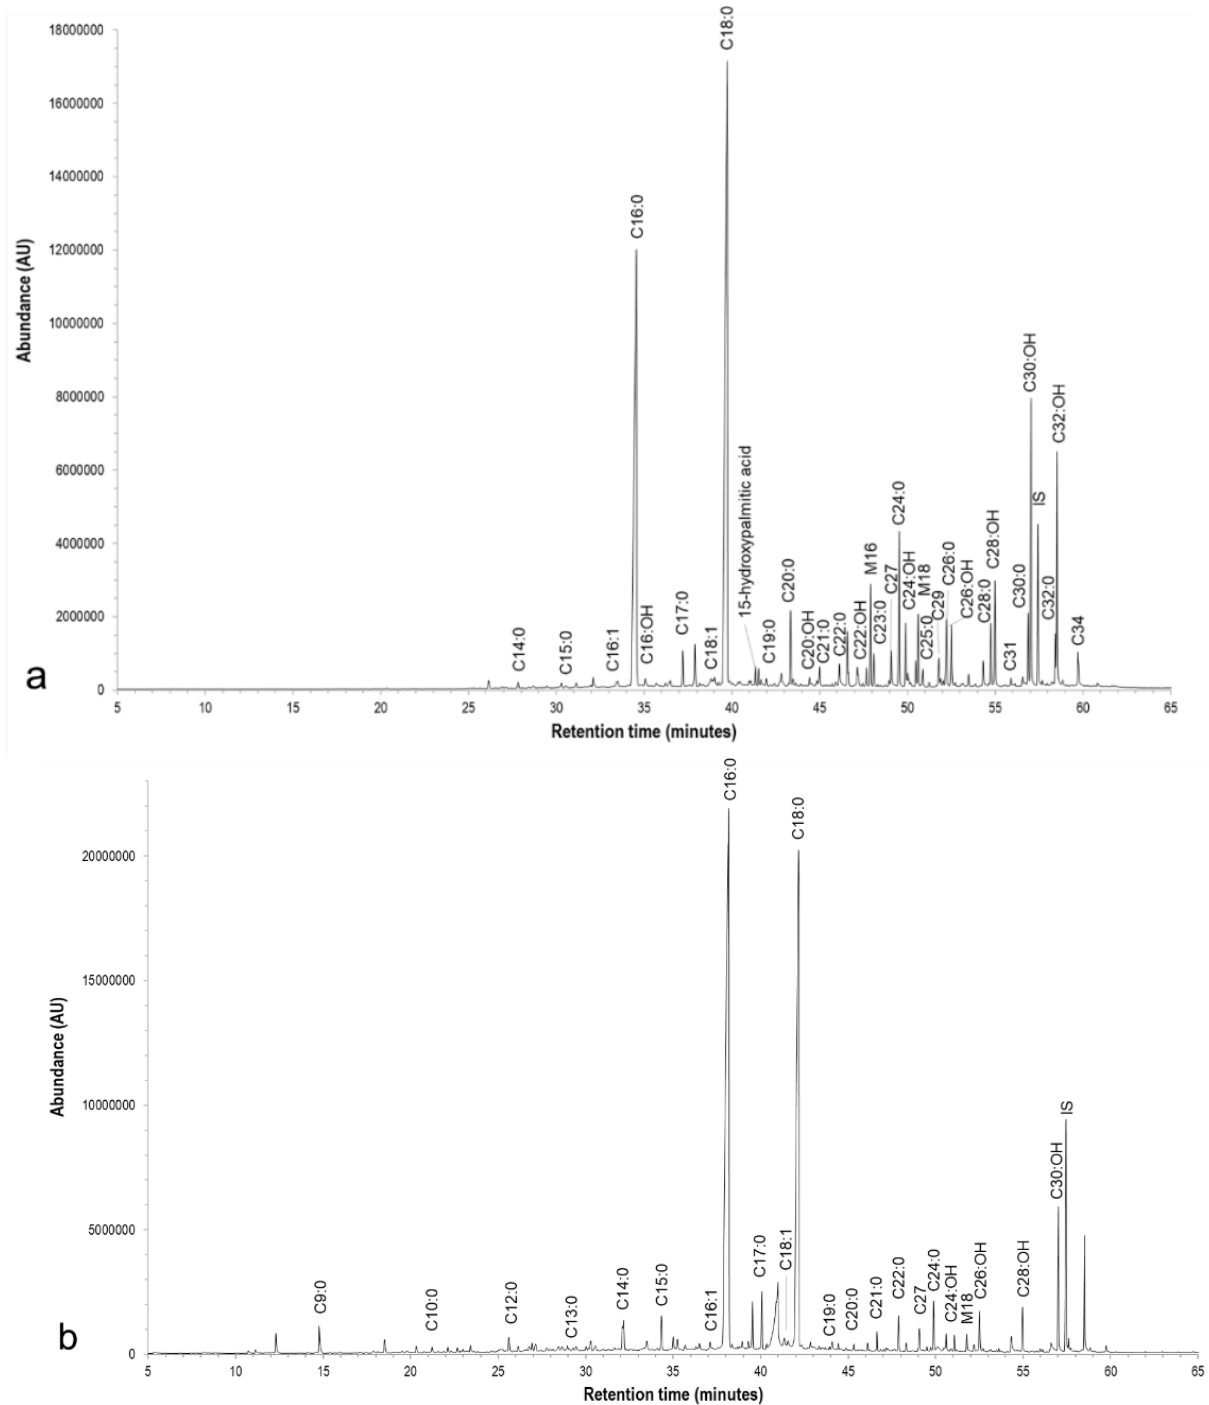 18000000
16000000
14000000
12000000
10000000
8000000
6000000
4000000
2000000
0
Abundance (AU)
C14:0
C15:0
C16:1
C16:0
C16:OH
C17:0
C18:1
C18:0
15-hydroxypalmitic acid
C19:0
C20:0
C20:OH
C21:0
C22:0
C22:OH
M16
C23:0
C27
C24:0
C24:OH
M18
C25:0
C29
C26:0
C26:OH
C28:0
C28:OH
C31
C30:0
C30:OH
IS
C32:0
C32:OH
C34
a
5 10 15 20 25 30 35 40 45 50 55 60 65
Retention time (minutes)
20000000
15000000
10000000
5000000
0
Abundance (AU)
C9:0
C10:0
C12:0
C13:0
C14:0
C15:0
C16:1
C16:0
C17:0
C18:1
C18:0
C19:0
C20:0
C21:0
C22:0
C27
C24:0
C24:OH
M18
C26:OH
C28:OH
C30:OH
IS
b
5 10 15 20 25 30 35 40 45 50 55 60 65
Retention time (minutes)